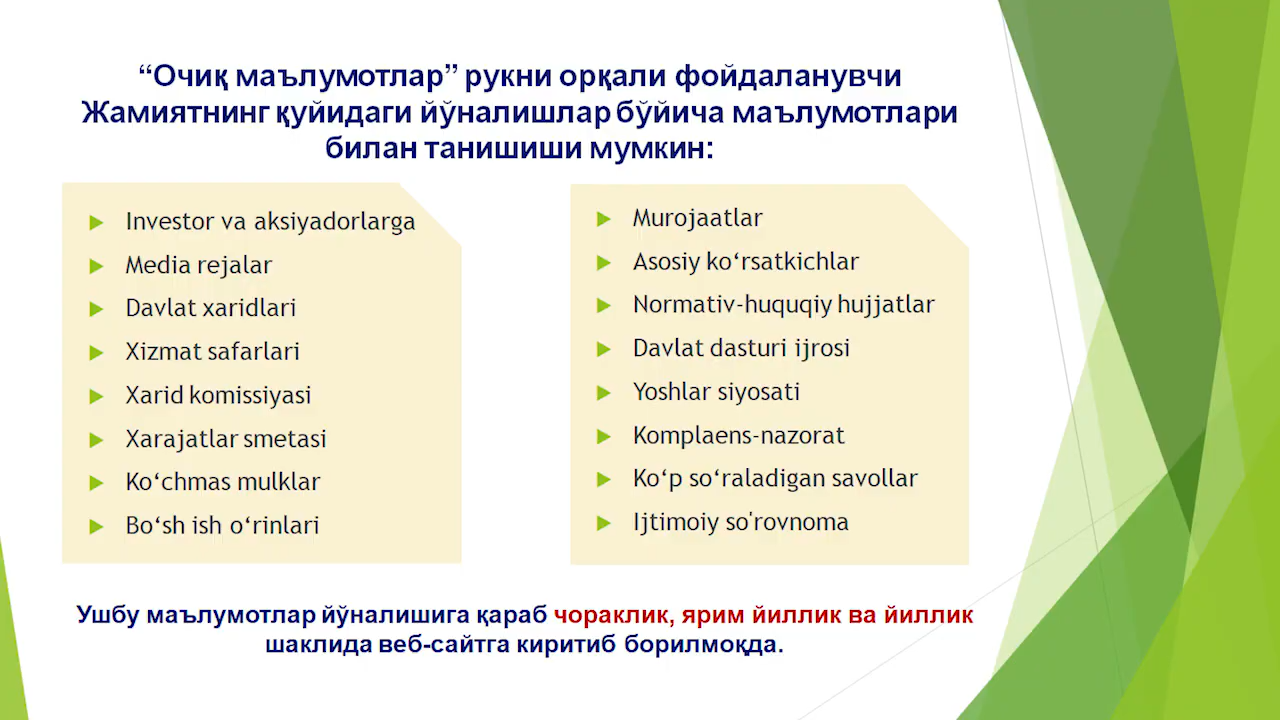 “Очиқ маълумотлар” рукни орқали фойдаланувчи
Жамиятнинг қуйидаги йўналишлар бўйича маълумотлари
билан танишиши мумкин:
Investor va aksiyadorlarga
Media rejalar
Davlat xaridlari
Xizmat safarlari
Xarid komissiyasi
Xarajatlar smetasi
Ko‘chmas mulklar
Bo‘sh ish o‘rinlari
Murojaatlar
Asosiy ko‘rsatkichlar
Normativ-huquqiy hujjatlar
Davlat dasturi ijrosi
Yoshlar siyosati
Komplaens-nazorat
Ko‘p so‘raladigan savollar
Ijtimoiy so'rovnoma
Ушбу маълумотлар йўналишига қараб чораклик, ярим йиллик ва йиллик
шаклида веб-сайтга киритиб борилмоқда.